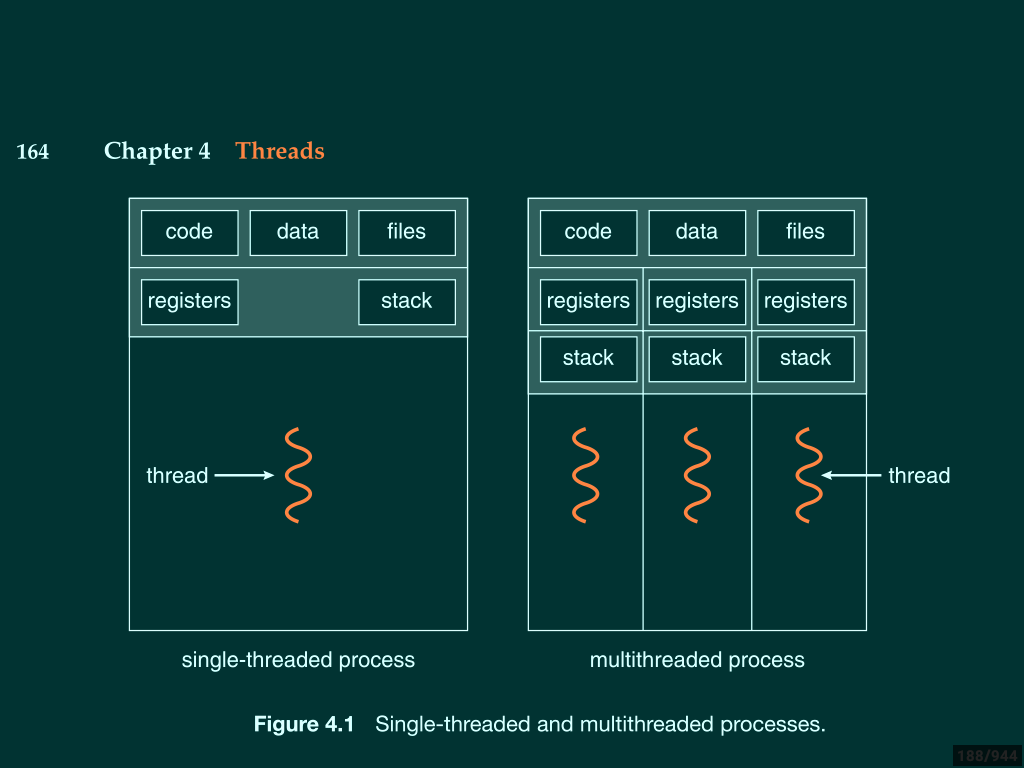 164 Chapter 4 Threads
code data files
registers stack
thread
single-threaded process
code data files
registers registers registers
stack stack stack
thread
multithreaded process
Figure 4.1 Single-threaded and multithreaded processes.
188/944